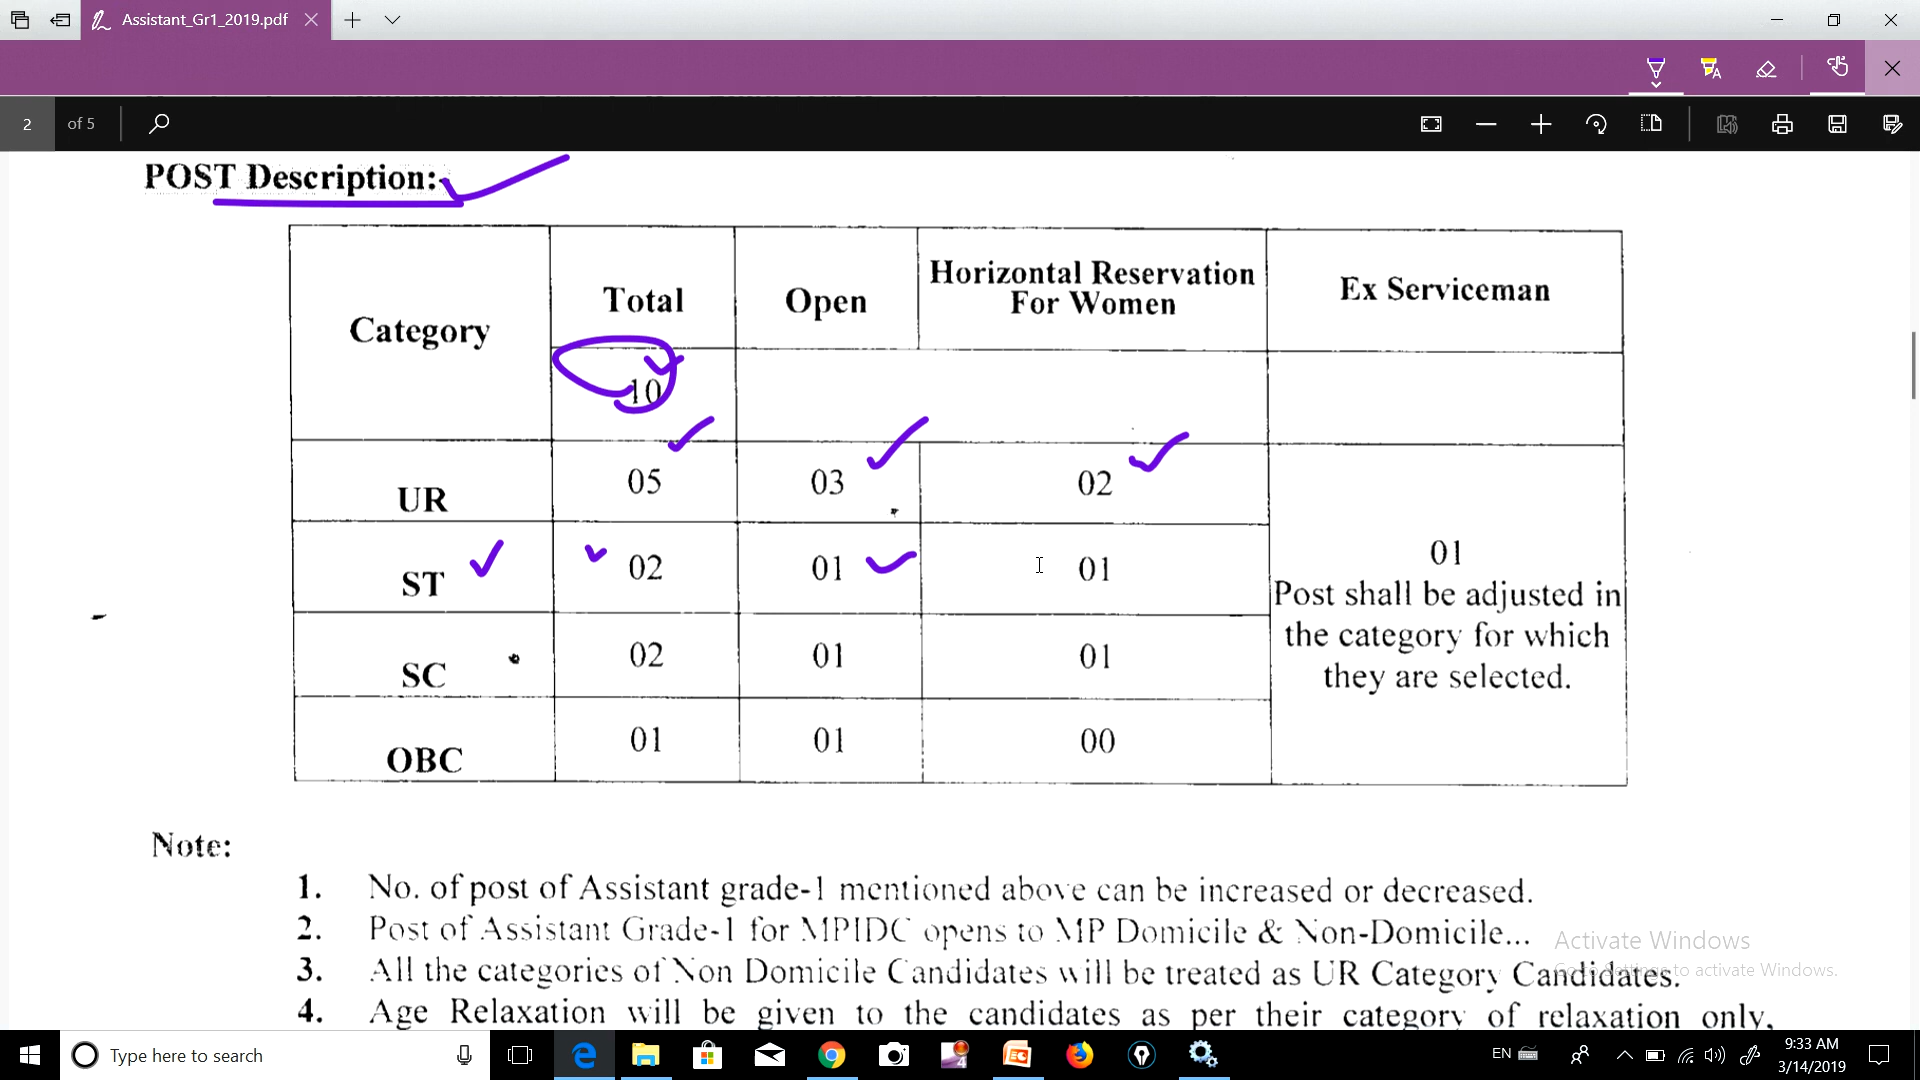 Assistant_Gr1_2019.pdf
2 of 5
POST Description:-
Category Total Open Horizontal Reservation For Women Ex Serviceman
10
UR 05 03 02
ST 02 01 01
SC 02 01 01
OBC 01 01 00
01
Post shall be adjusted in
the category for which
they are selected.
Note:
1. No. of post of Assistant grade-1 mentioned above can be increased or decreased.
2. Post of Assistant Grade-1 for MPIDC opens to MP Domicile & Non-Domicile...
3. All the categories of Non Domicile Candidates will be treated as UR Category Candidates.
4. Age Relaxation will be given to the candidates as per their category of relaxation only,
Activate Windows
Go to Settings to activate Windows.
Type here to search
EN
9:33 AM
3/14/2019